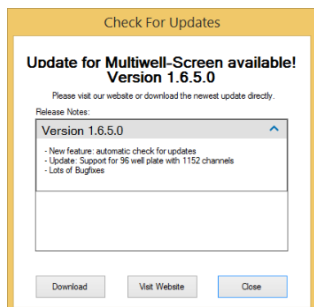 Check For Updates
Update for Multiwell-Screen available!
Version 1.6.5.0
Please visit our website or download the newest update directly.
Release Notes:
Version 1.6.5.0
- New feature: automatic check for updates
- Update: Support for 96 well plate with 1152 channels
- Lots of Bugfixes
Download Visit Website Close